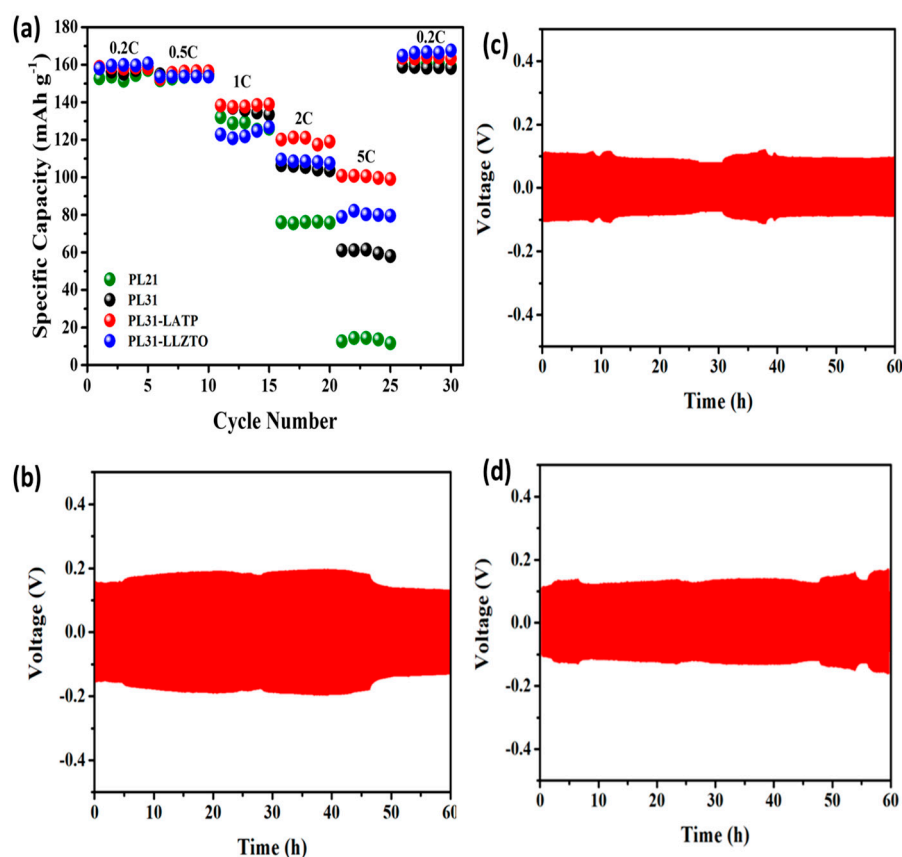 (a)
Specific Capacity (mAh g⁻¹)
180
160
140
120
100
80
60
40
20
0
0.2C
0.5C
1C
2C
5C
0.2C
PL21
PL31
PL31-LATP
PL31-LLZTO
0 5 10 15 20 25 30
Cycle Number
(c)
Voltage (V)
0.4
0.2
0.0
-0.2
-0.4
0 10 20 30 40 50 60
Time (h)
(b)
Voltage (V)
0.4
0.2
0.0
-0.2
-0.4
0 10 20 30 40 50 60
Time (h)
(d)
Voltage (V)
0.4
0.2
0.0
-0.2
-0.4
0 10 20 30 40 50 60
Time (h)